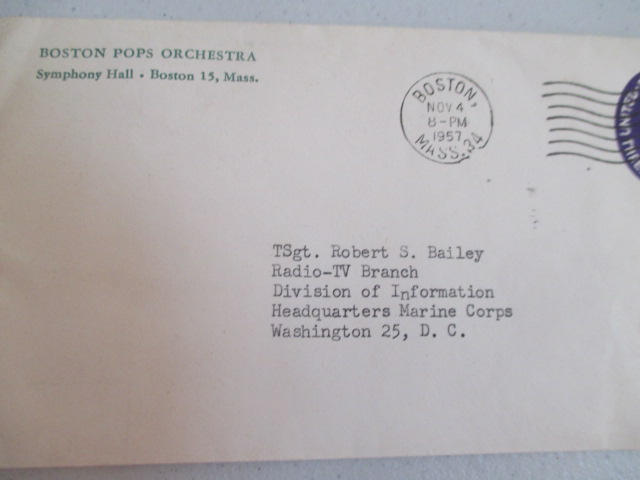 BOSTON POPS ORCHESTRA
Symphony Hall • Boston 15, Mass.
BOSTON,
NOV 4
8-PM
1957
MASS. 34
TSgt. Robert S. Bailey
Radio-TV Branch
Division of Information
Headquarters Marine Corps
Washington 25, D. C.